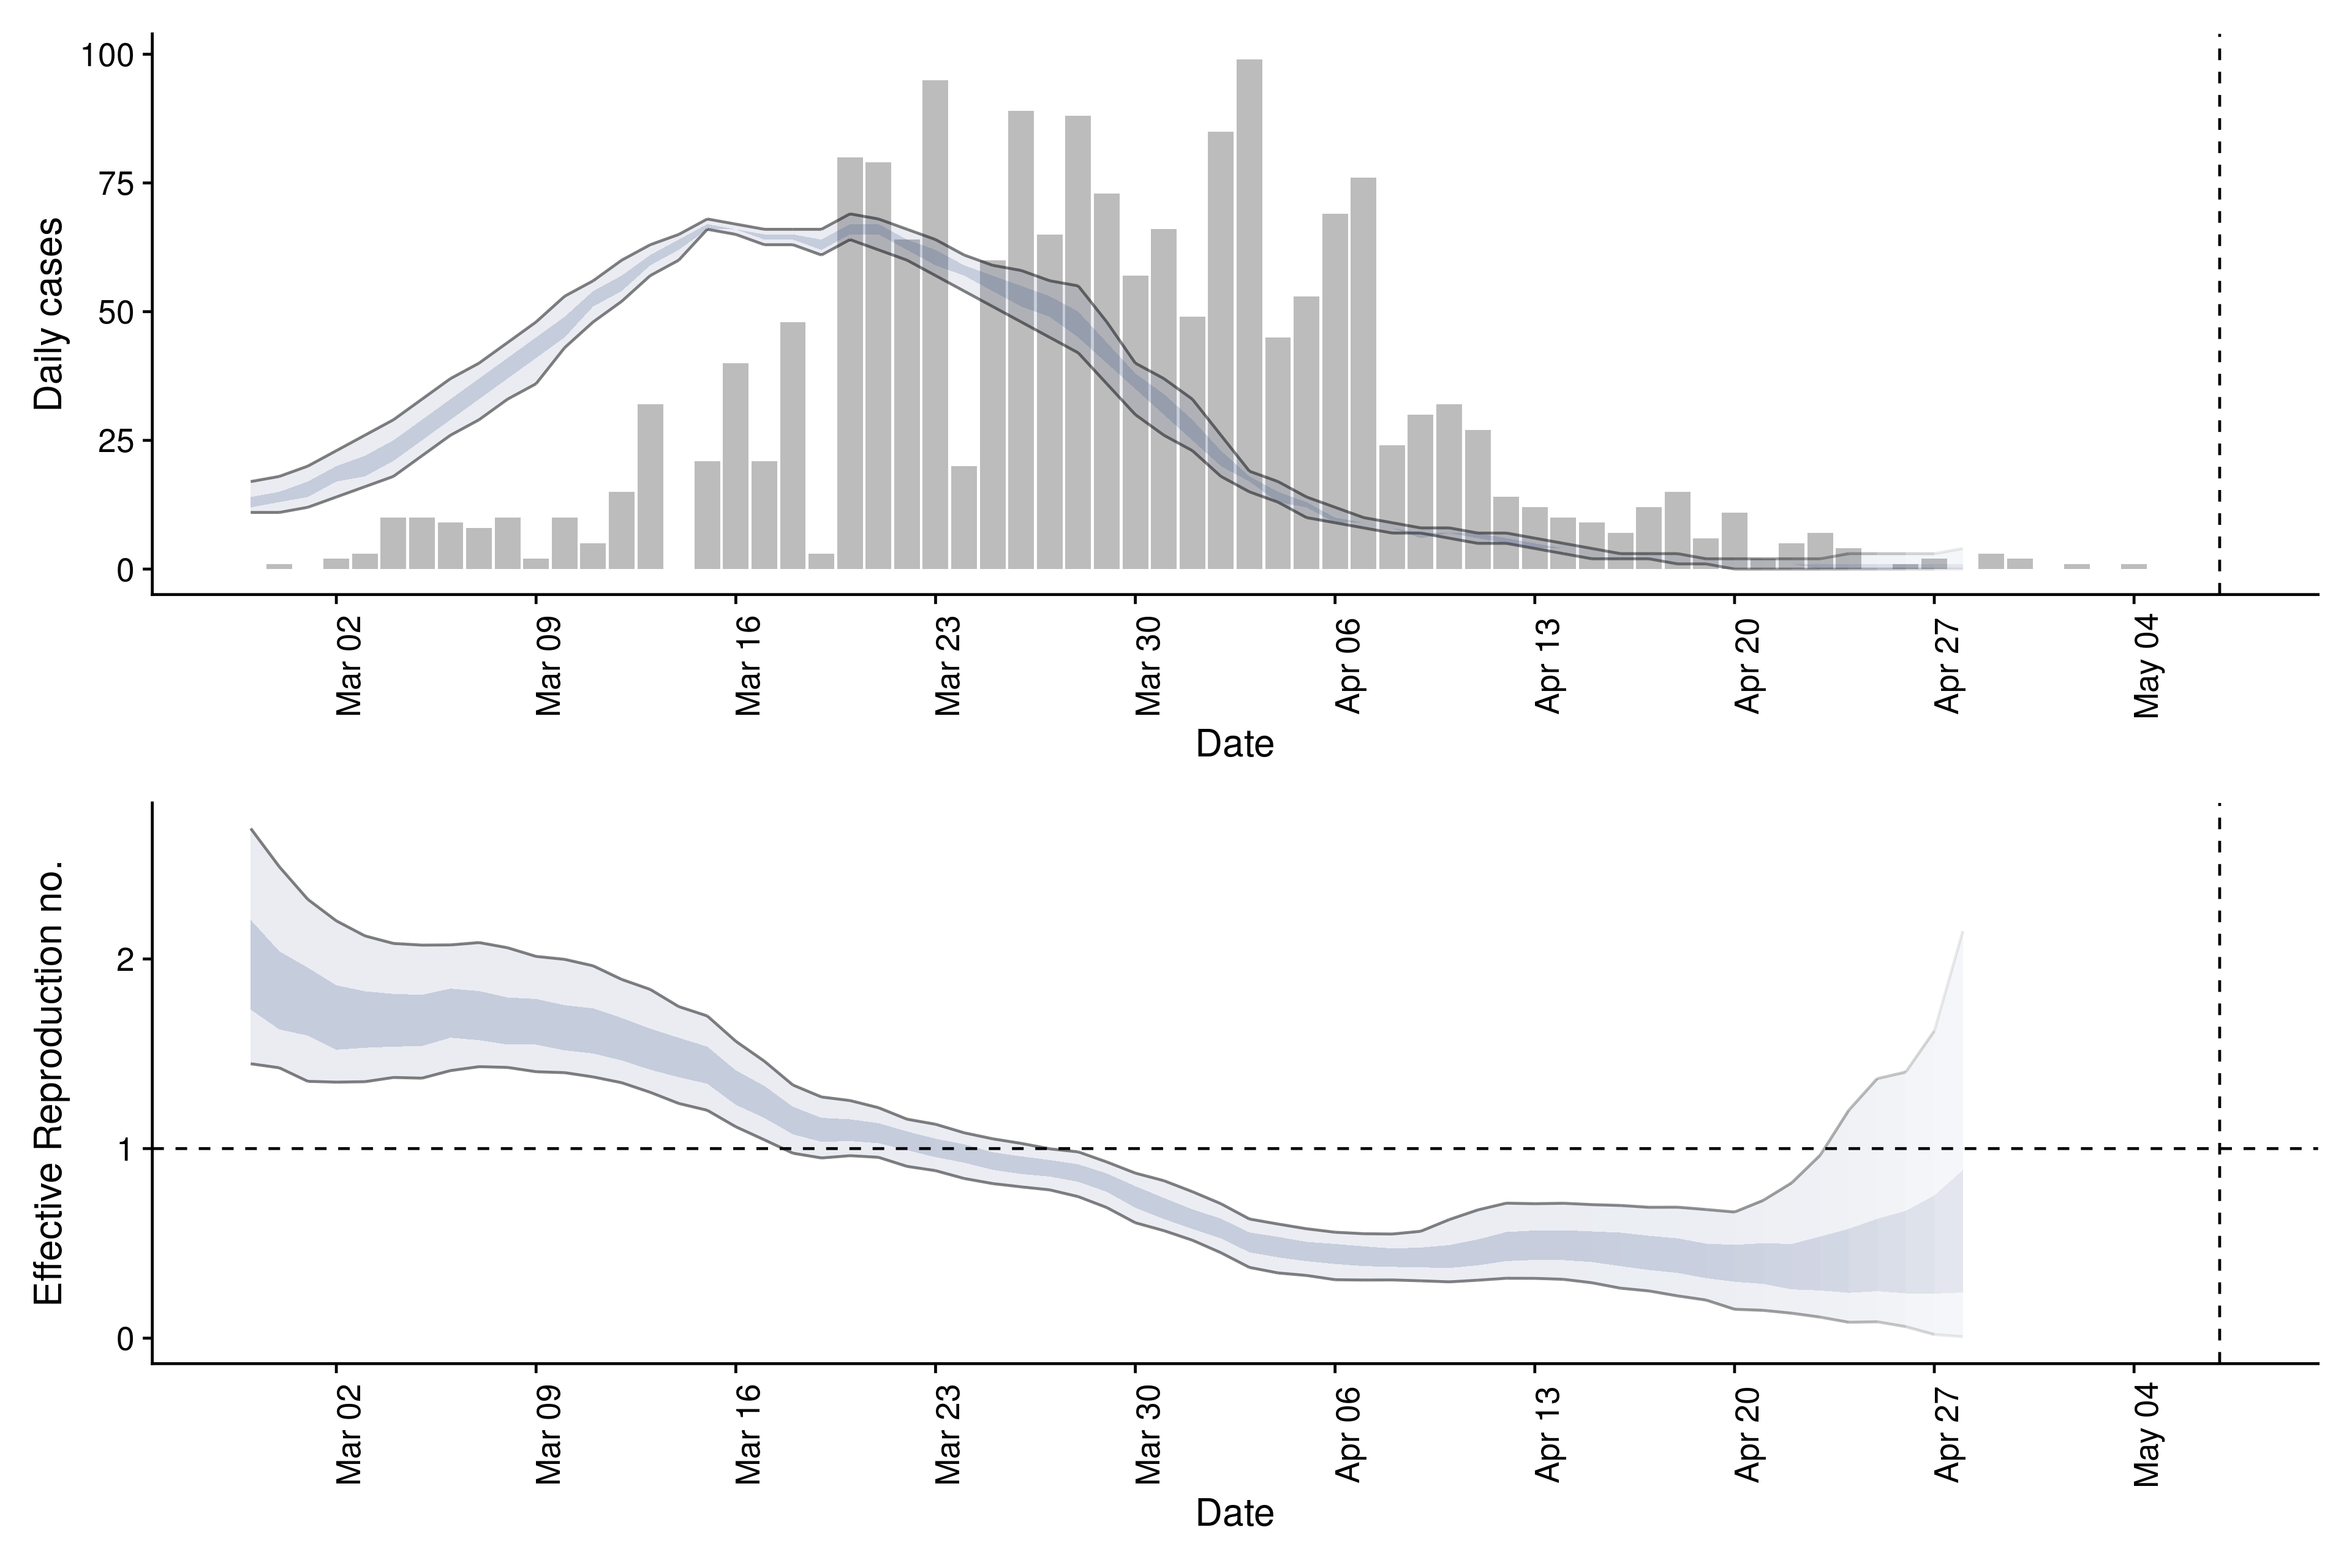 Daily cases
100
75
50
25
0
Mar 02
Mar 09
Mar 16
Mar 23
Mar 30
Apr 06
Apr 13
Apr 20
Apr 27
May 04
Date
Effective Reproduction no.
2
1
0
Mar 02
Mar 09
Mar 16
Mar 23
Mar 30
Apr 06
Apr 13
Apr 20
Apr 27
May 04
Date